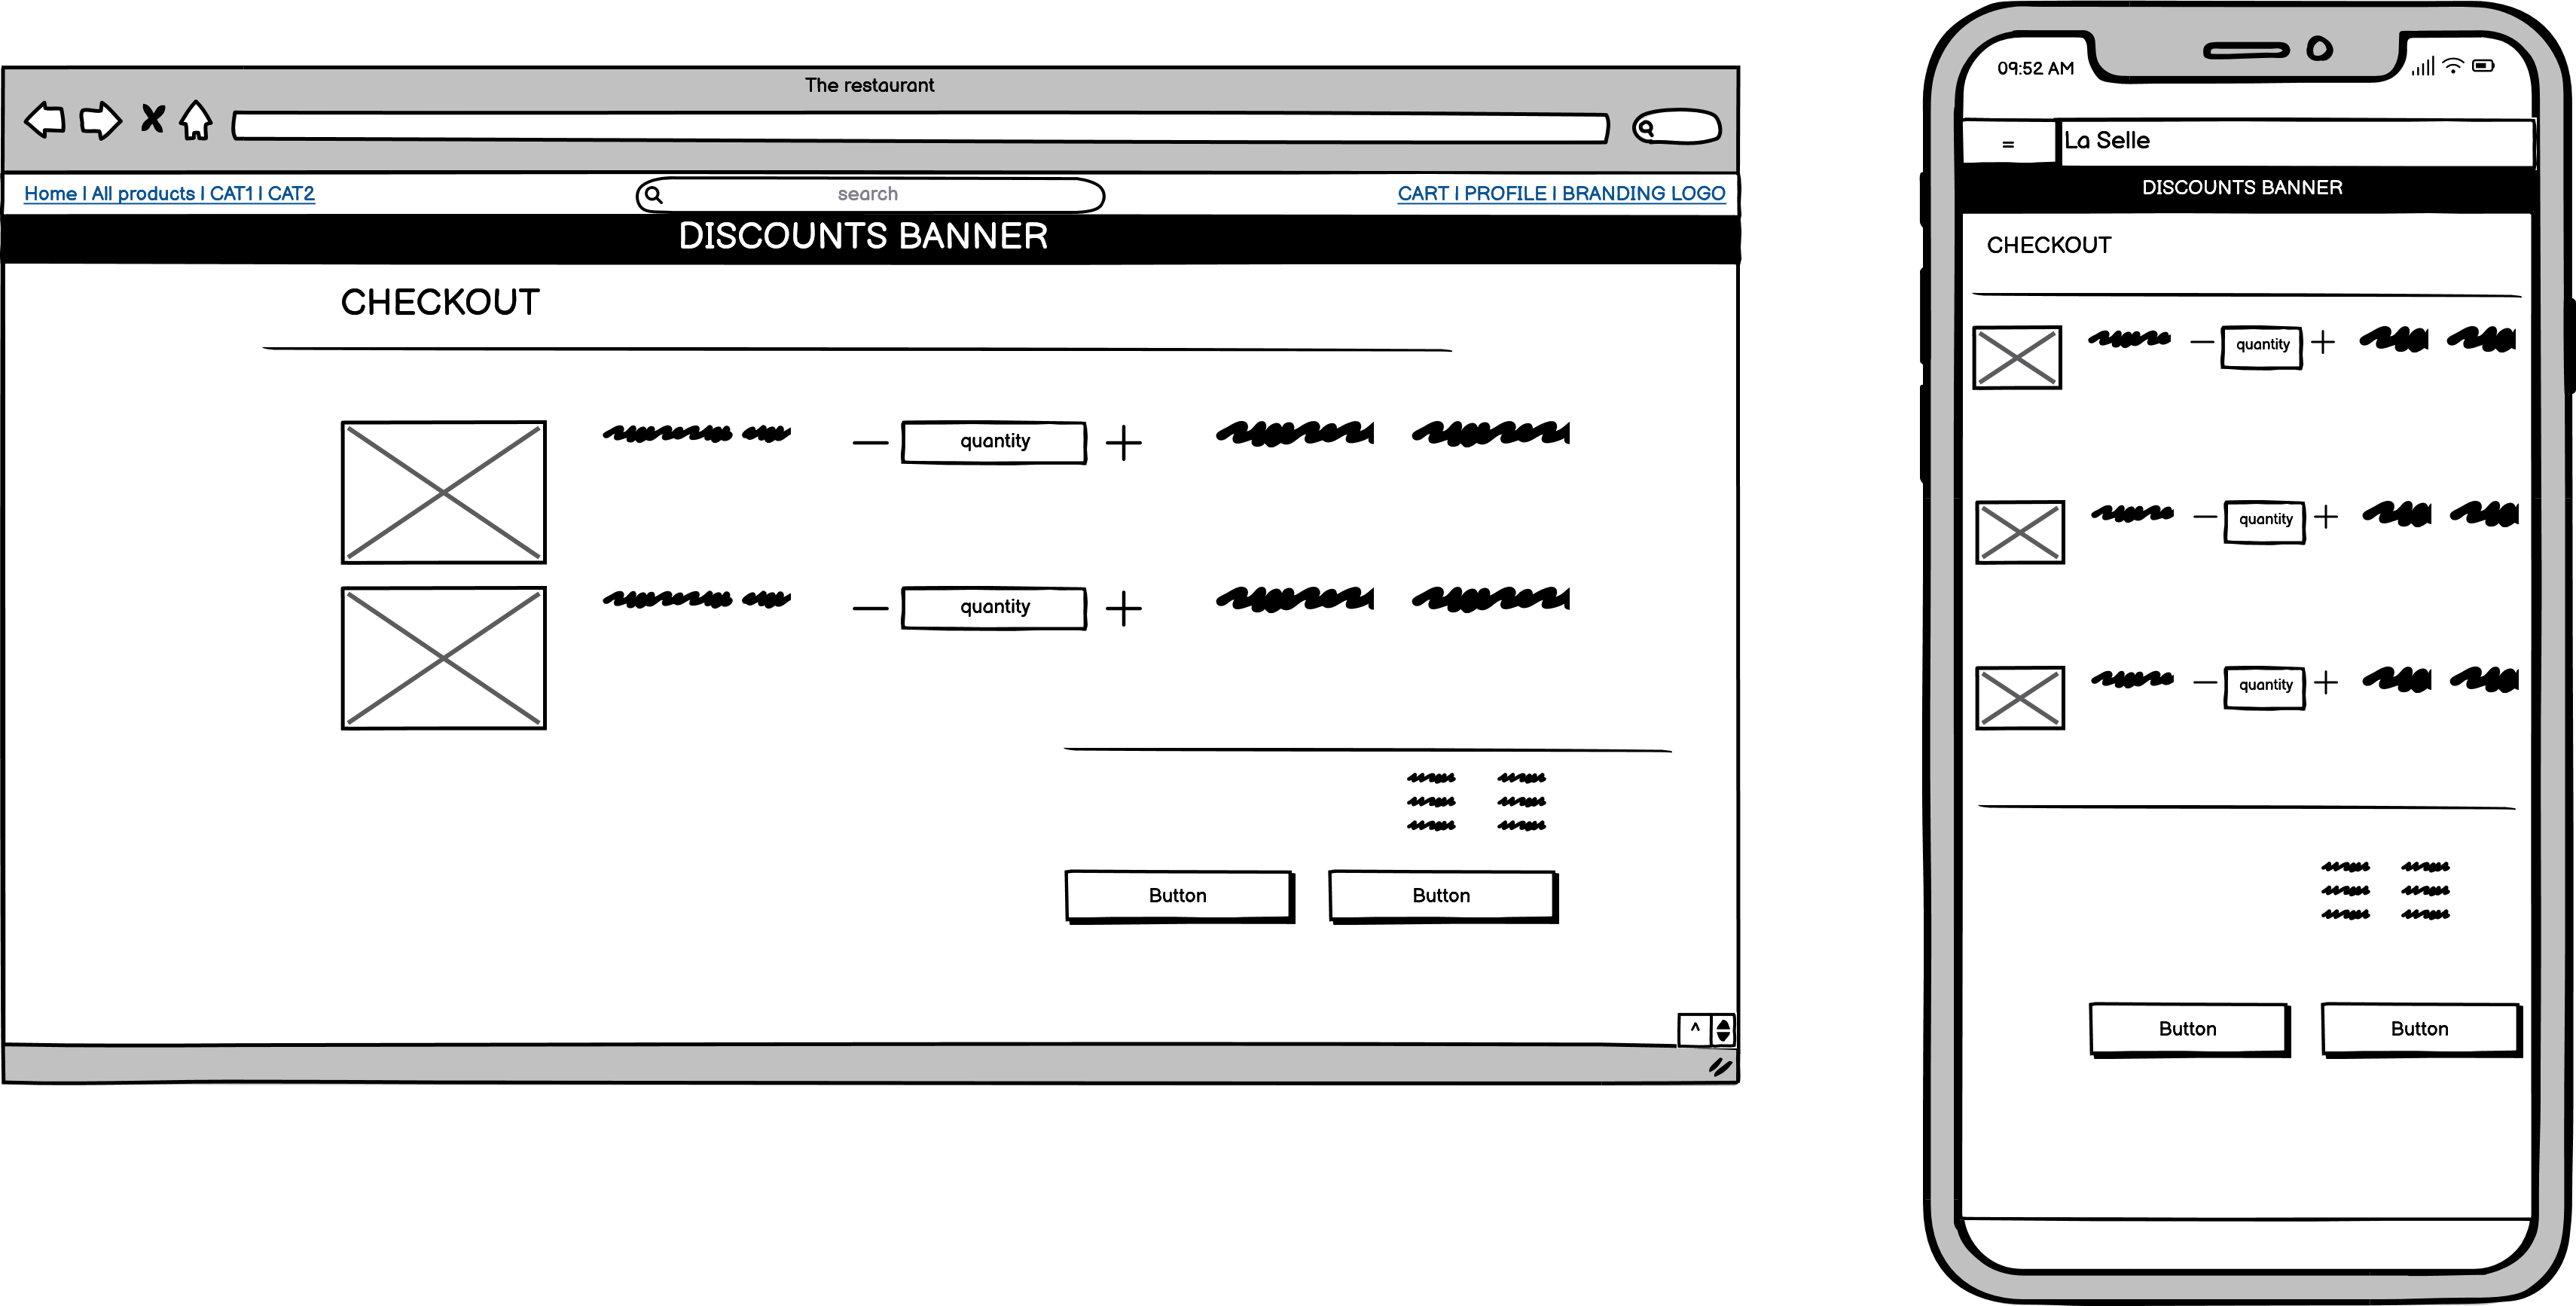 The restaurant
Home | All products | CAT1 | CAT2
search
CART | PROFILE | BRANDING LOGO
DISCOUNTS BANNER
CHECKOUT
quantity
quantity
Button
Button
^
09:52 AM
=
La Selle
DISCOUNTS BANNER
CHECKOUT
quantity
quantity
quantity
Button
Button